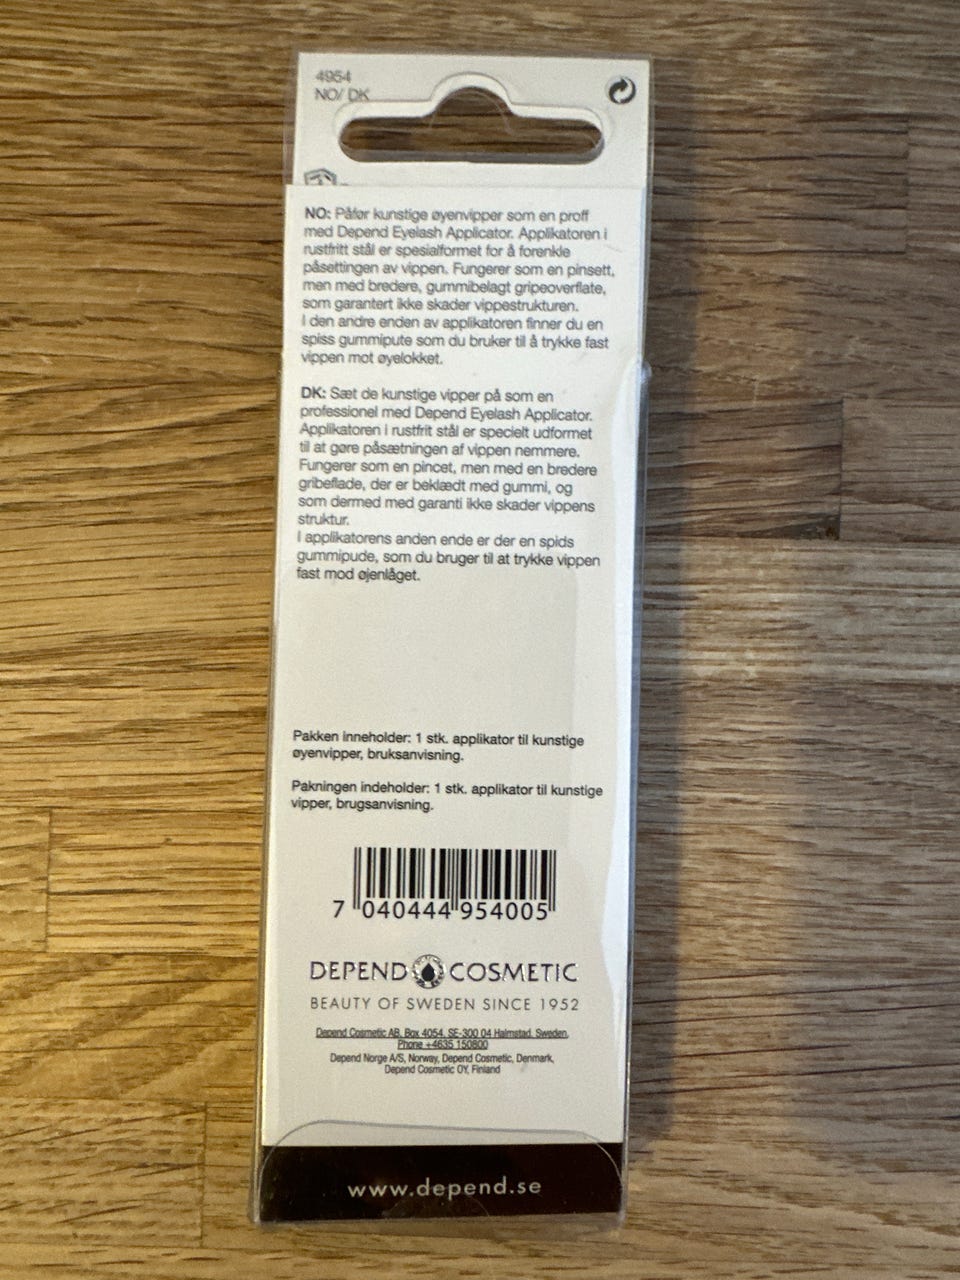 4954
NO/ DK
NO: Påfør kunstige øyenvipper som en proff
med Depend Eyelash Applicator. Applikatoren i
rustfritt stål er spesialformet for å forenkle
påsettingen av vippen. Fungerer som en pinsett,
men med bredere, gummibelagt gripeoverflate,
som garantert ikke skader vippestrukturen.
I den andre enden av applikatoren finner du en
spiss gummipute som du bruker til å trykke fast
vippen mot øyelokket.
DK: Sæt de kunstige vipper på som en
professionel med Depend Eyelash Applicator.
Applikatoren i rustfrit stål er specielt udformet
til at gøre påsætningen af vippen nemmere.
Fungerer som en pincet, men med en bredere
gribeflade, der er beklædt med gummi, og
som dermed med garanti ikke skader vippens
struktur.
I applikatorens anden ende er der en spids
gummipude, som du bruger til at trykke vippen
fast mod øjenlåget.
Pakken inneholder: 1 stk. applikator til kunstige
øyenvipper, bruksanvisning.
Pakningen indeholder: 1 stk. applikator til kunstige
vipper, brugsanvisning.
7 040444 954005
DEPEND COSMETIC
BEAUTY OF SWEDEN SINCE 1952
Depend Cosmetic AB, Box 4054, SE-300 04 Halmstad, Sweden,
Phone +4635 150800
Depend Norge A/S, Norway, Depend Cosmetic, Denmark,
Depend Cosmetic OY, Finland
www.depend.se